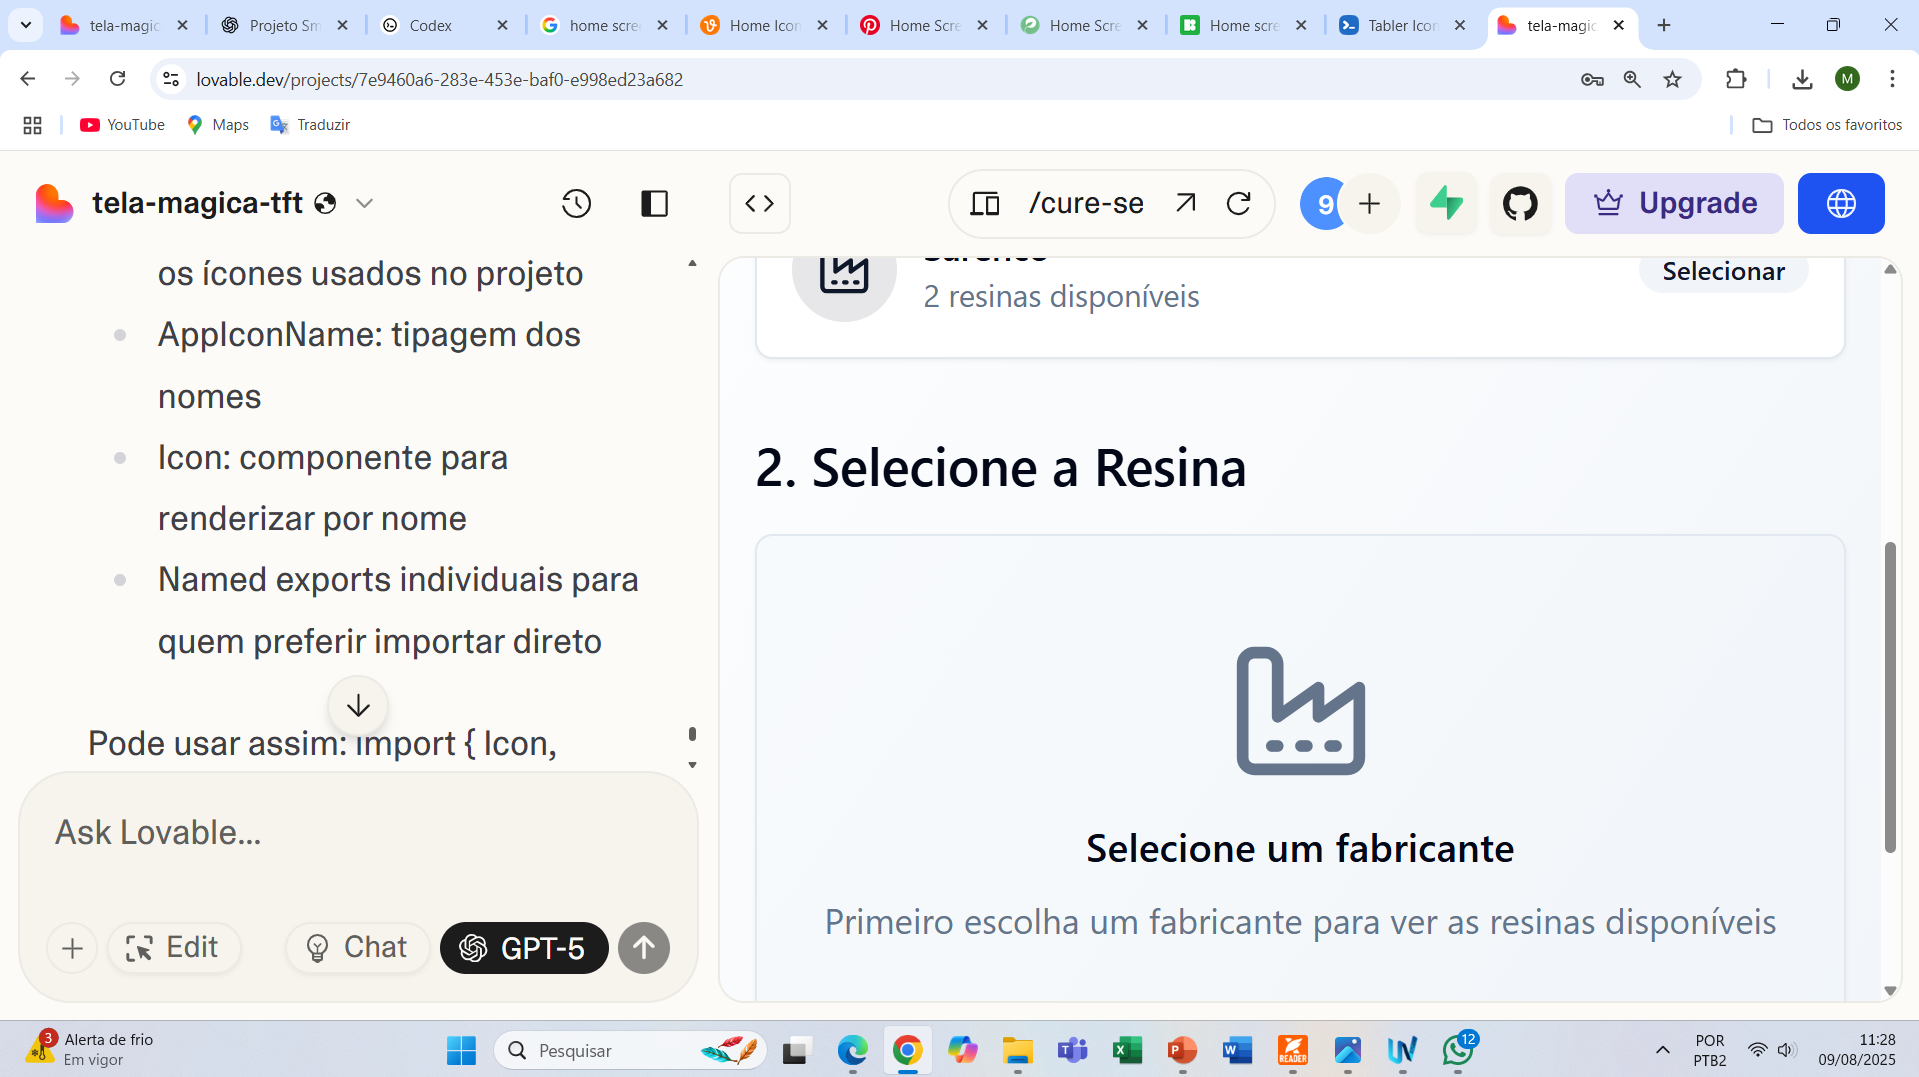 tela-magic
Projeto Sm
Codex
home scree
Home Icon
Home Scre
Home Scre
Home scre
Tabler Icon
tela-magic
lovable.dev/projects/7e9460a6-283e-453e-baf0-e998ed23a682
M
YouTube
Maps
Traduzir
Todos os favoritos
tela-magica-tft
/cure-se
9
Upgrade
os ícones usados no projeto
AppIconName: tipagem dos
nomes
Icon: componente para
renderizar por nome
Named exports individuais para
quem preferir importar direto
Pode usar assim: import { Icon,
Ask Lovable...
Edit
Chat
GPT-5
2 resinas disponíveis
Selecionar
2. Selecione a Resina
Selecione um fabricante
Primeiro escolha um fabricante para ver as resinas disponíveis
3
Alerta de frio
Em vigor
Pesquisar
READER
12
POR
PTB2
11:28
09/08/2025